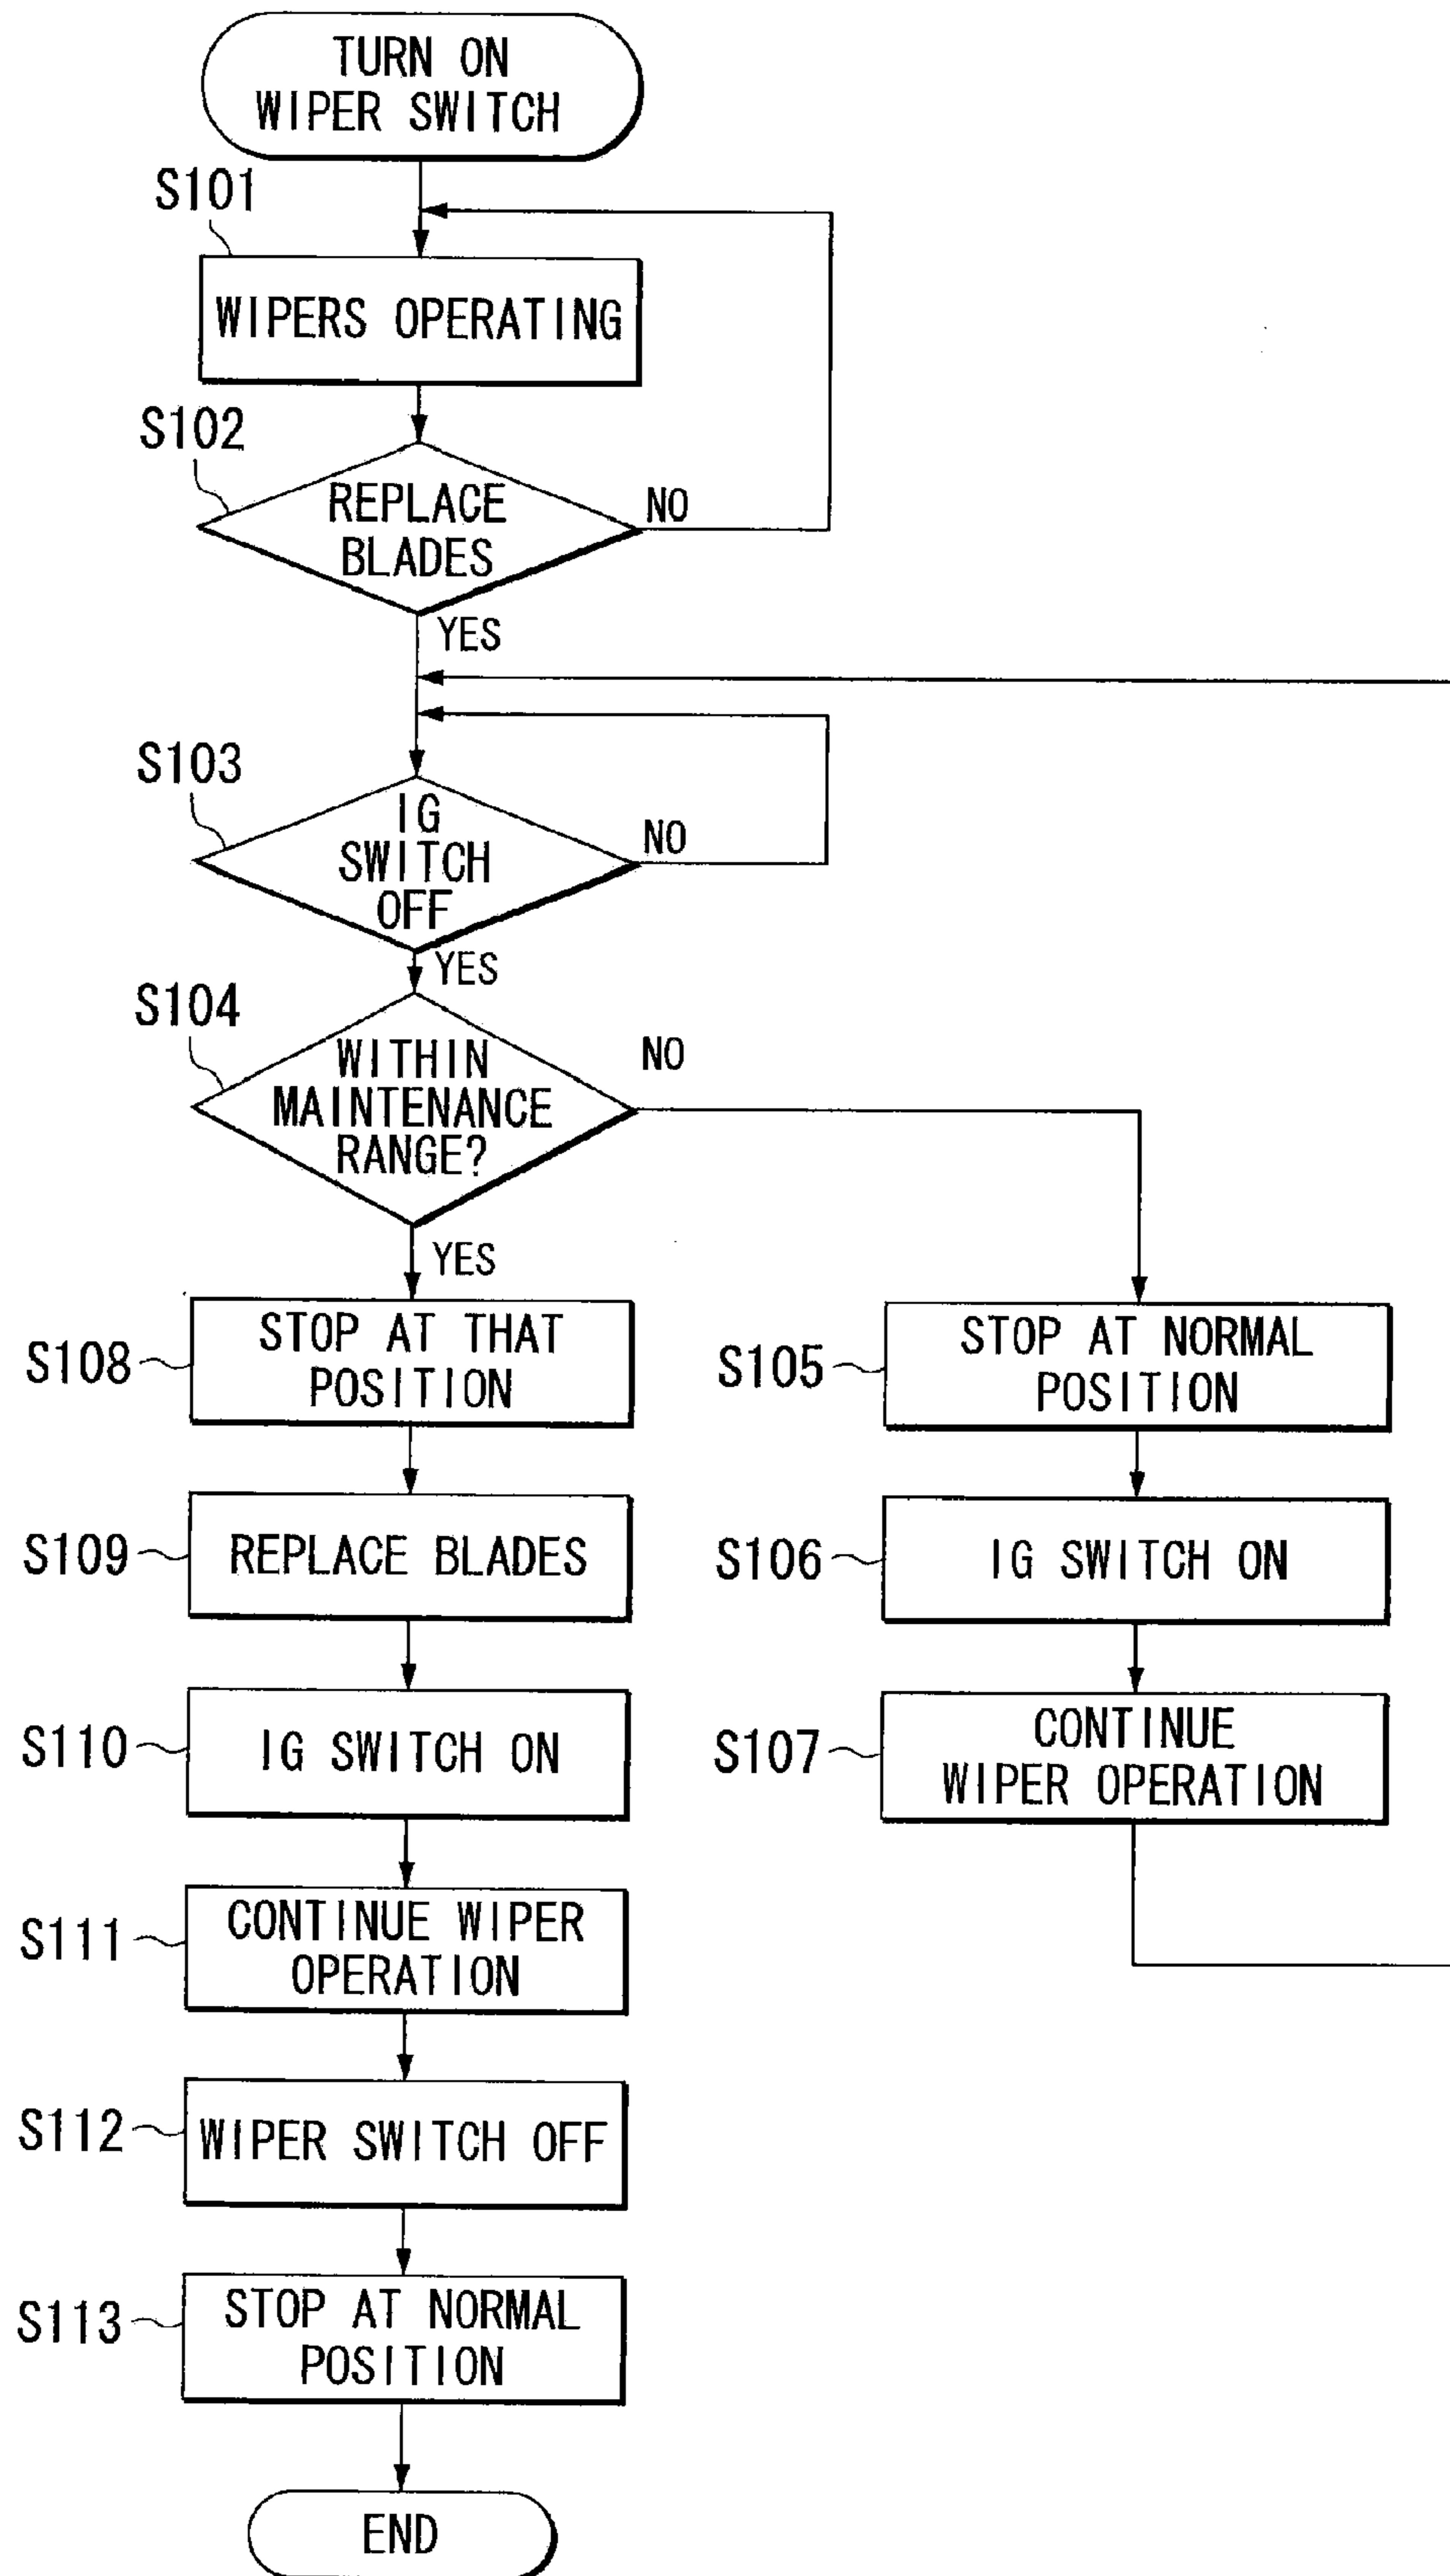 TURN ON
WIPER SWITCH
S101
WIPERS OPERATING
S102
REPLACE
BLADES
NO
YES
S103
IG
SWITCH
OFF
NO
YES
S104
WITHIN
MAINTENANCE
RANGE?
NO
YES
S108
STOP AT THAT
POSITION
S105
STOP AT NORMAL
POSITION
S109
REPLACE BLADES
S106
IG SWITCH ON
S110
IG SWITCH ON
S107
CONTINUE
WIPER OPERATION
S111
CONTINUE WIPER
OPERATION
S112
WIPER SWITCH OFF
S113
STOP AT NORMAL
POSITION
END